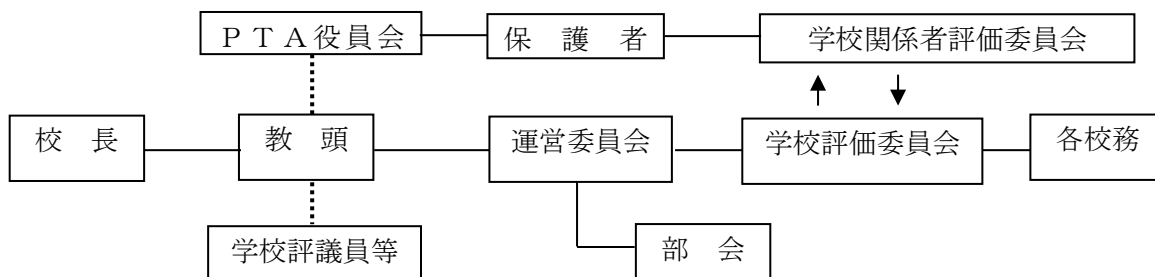 ＰＴＡ役員会
保　護　者
学校関係者評価委員会
校　長
教　頭
運営委員会
学校評価委員会
各校務
学校評議員等
部　会